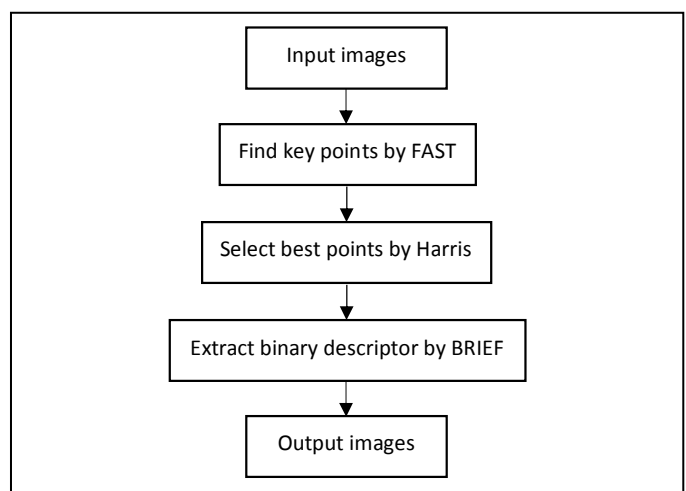 Input images
Find key points by FAST
Select best points by Harris
Extract binary descriptor by BRIEF
Output images